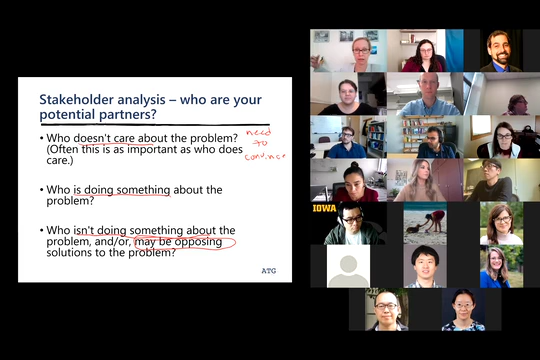 Stakeholder analysis – who are your
potential partners?
• Who doesn't care about the problem?
(Often this is as important as who does
care.)
need
to
convince
• Who is doing something about the
problem?
• Who isn't doing something about the
problem, and/or, may be opposing
solutions to the problem?
ATG
IOWA